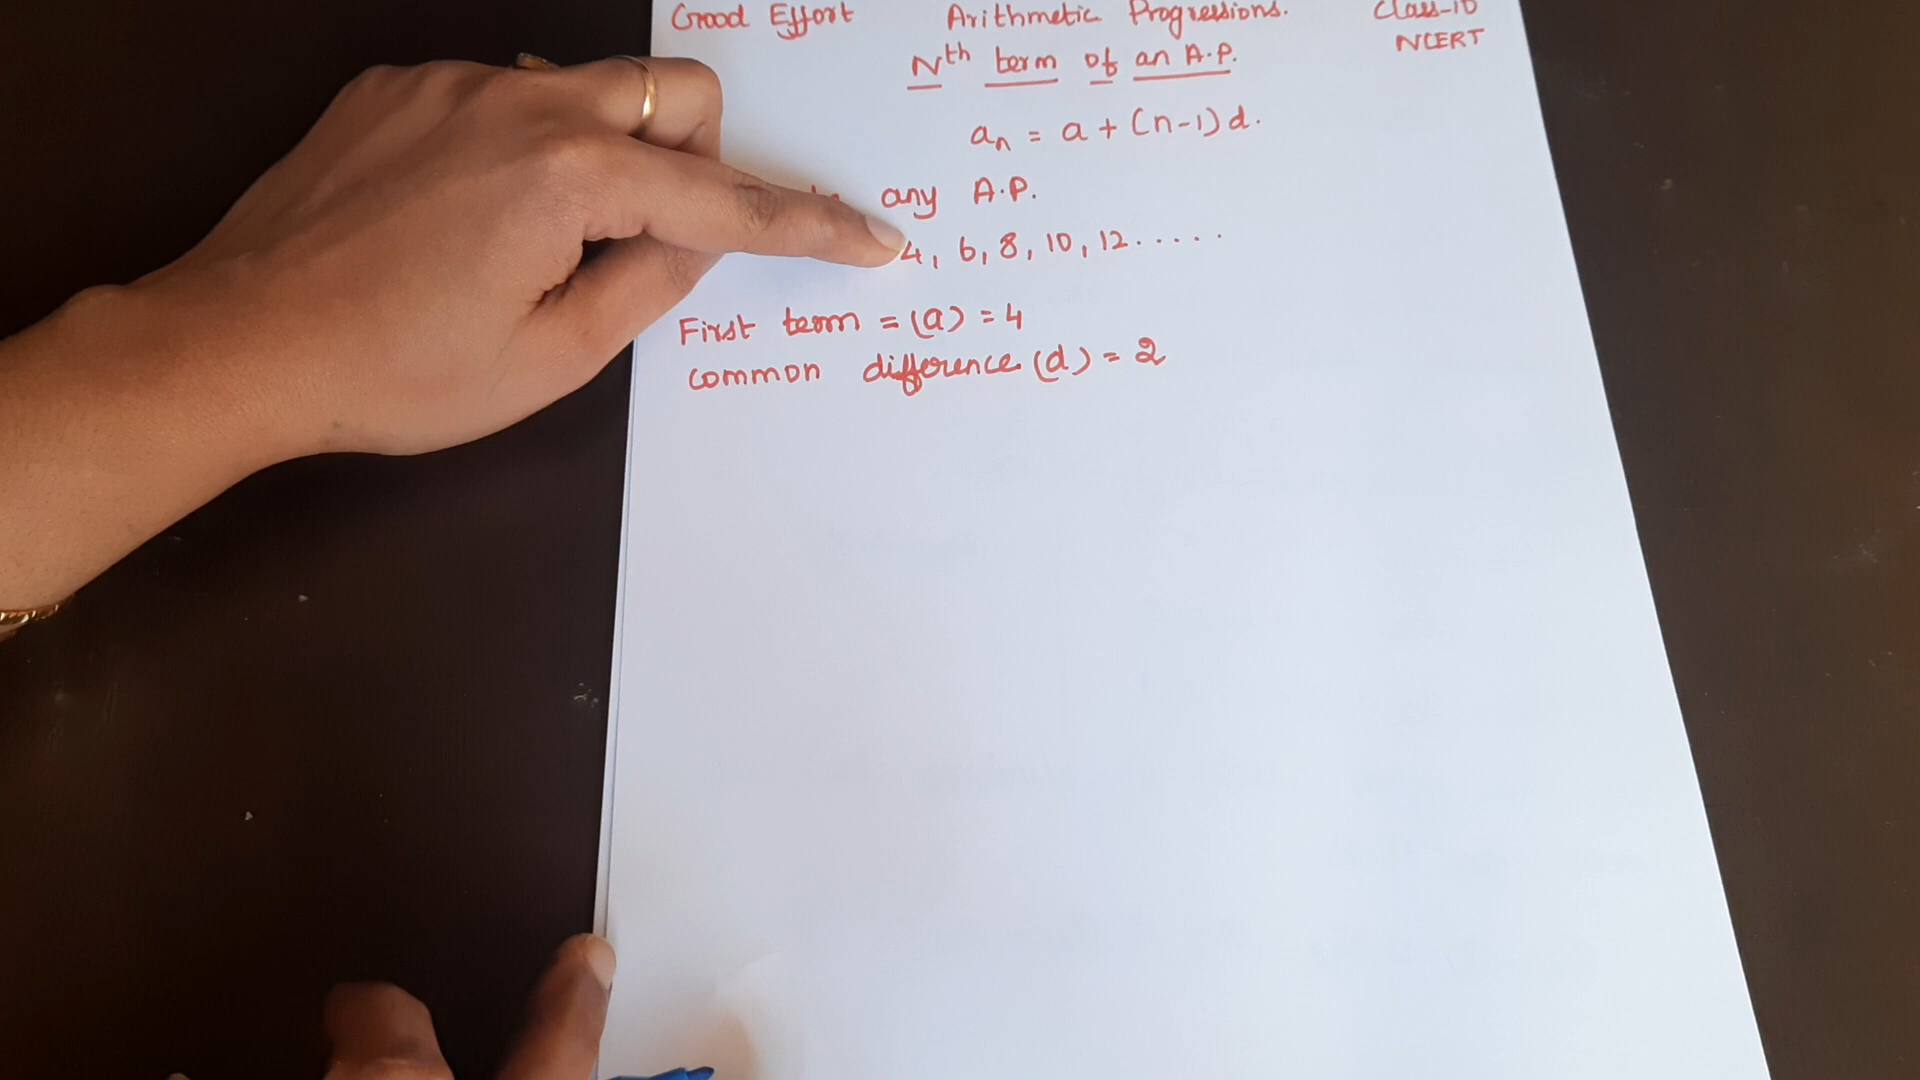 Good Effort Arithmetic Progressions. Class-10
NCERT
Nth term of an A.P.
an = a + (n-1) d.
any A.P.
4, 6, 8, 10, 12.....
First term = (a) = 4
common difference (d) = 2